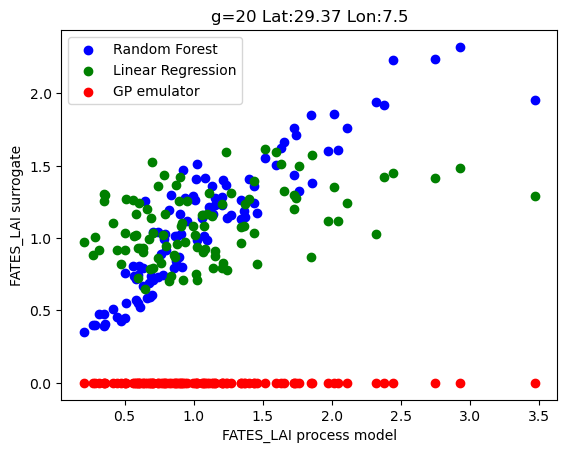 g=20 Lat:29.37 Lon:7.5
Random Forest
Linear Regression
GP emulator
2.0
1.5
1.0
0.5
0.0
FATES_LAI surrogate
0.5
1.0
1.5
2.0
2.5
3.0
3.5
FATES_LAI process model